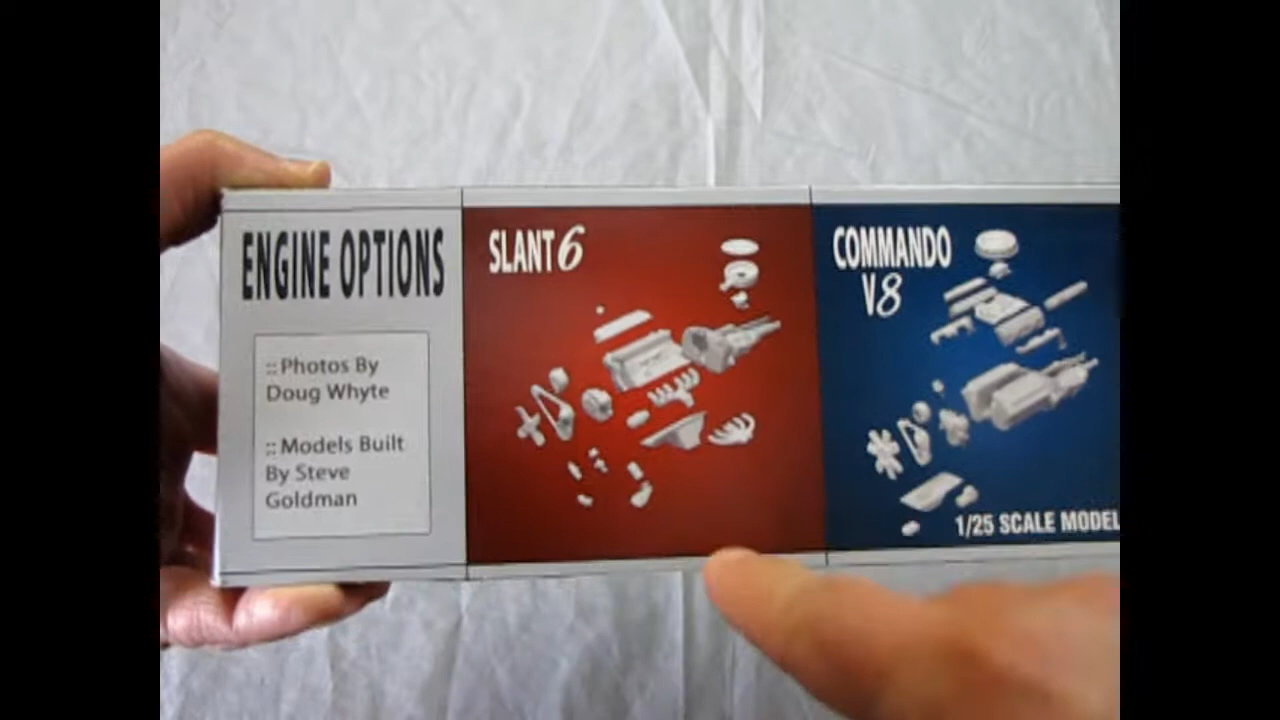 ENGINE OPTIONS
:: Photos By
Doug Whyte
:: Models Built
By Steve
Goldman
SLANT 6
COMMANDO
V8
1/25 SCALE MODEL